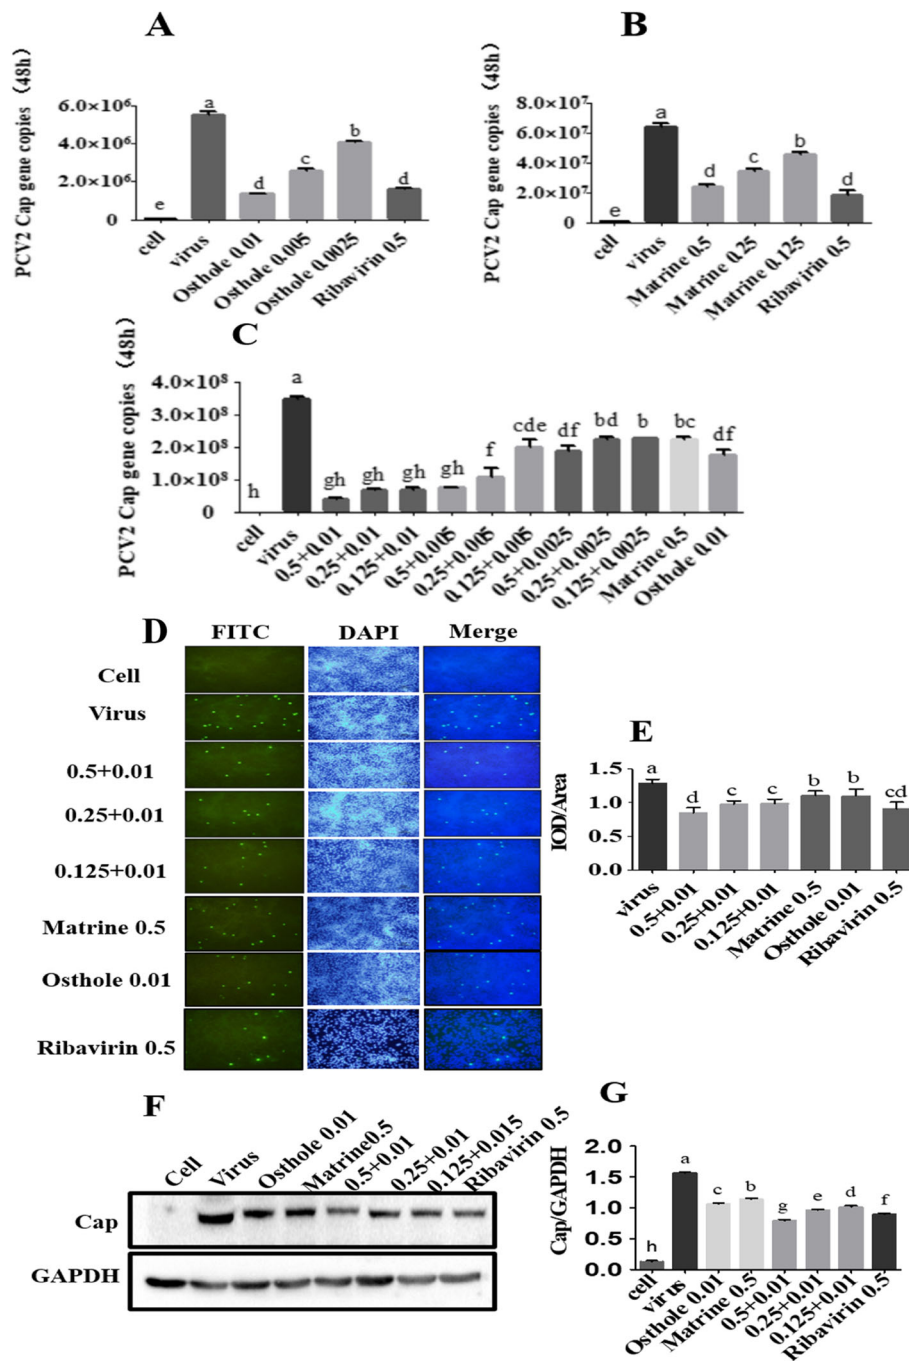 A
PCV2 Cap gene copies (48h)
6.0×10⁶
4.0×10⁶
2.0×10⁶
0
a
b
c
d
d
e
cell
virus
Osthole 0.01
Osthole 0.005
Osthole 0.0025
Ribavirin 0.5
B
PCV2 Cap gene copies (48h)
8.0×10⁷
6.0×10⁷
4.0×10⁷
2.0×10⁷
0
e
a
d
c
b
d
cell
virus
Matrine 0.5
Matrine 0.25
Matrine 0.125
Ribavirin 0.5
C
PCV2 Cap gene copies (48h)
4.0×10⁸
3.0×10⁸
2.0×10⁸
1.0×10⁸
0
h
a
gh
gh
gh
gh
f
cde
df
bd
b
bc
df
cell
virus
0.5+0.01
0.25+0.01
0.125+0.01
0.5+0.005
0.25+0.005
0.125+0.005
0.5+0.0025
0.25+0.0025
0.125+0.0025
Matrine 0.5
Osthole 0.01
D
FITC DAPI Merge
Cell
Virus
0.5+0.01
0.25+0.01
0.125+0.01
Matrine 0.5
Osthole 0.01
Ribavirin 0.5
E
IOD/Area
1.5
1.0
0.5
0.0
a
d
c
c
b
b
cd
virus
0.5+0.01
0.25+0.01
0.125+0.01
Matrine 0.5
Osthole 0.01
Ribavirin 0.5
F
Cell
Virus
Osthole 0.01
Matrine0.5
0.5+0.01
0.25+0.01
0.125+0.015
Ribavirin 0.5
Cap
GAPDH
G
Cap/GAPDH
2.0
1.5
1.0
0.5
0.0
h
a
c
b
g
e
d
f
cell
virus
Osthole 0.01
Matrine 0.5
0.5+0.01
0.25+0.01
0.125+0.01
Ribavirin 0.5